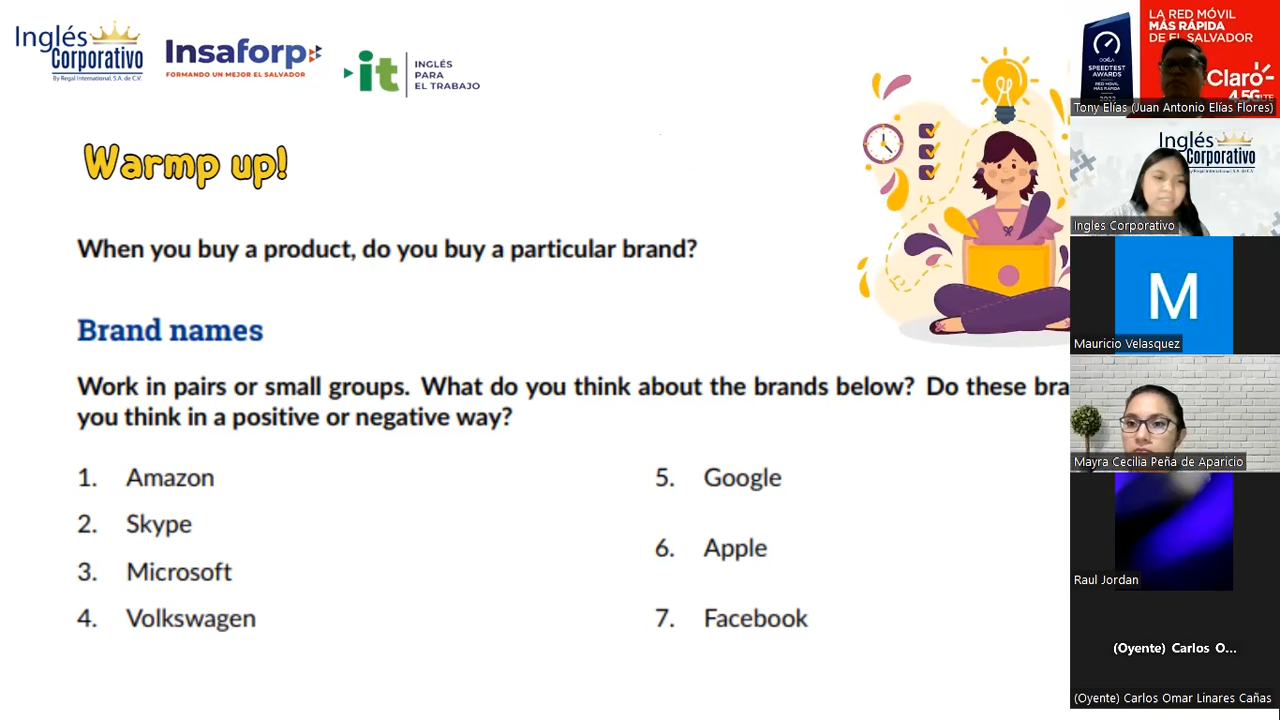 Inglés
Corporativo
By Regal International, S.A. de C.V
Insaforp
FORMANDO UN MEJOR EL SALVADOR
it
INGLÉS
PARA
EL TRABAJO
Warmp up!
When you buy a product, do you buy a particular brand?
Brand names
Work in pairs or small groups. What do you think about the brands below? Do these bra
you think in a positive or negative way?
1. Amazon
2. Skype
3. Microsoft
4. Volkswagen
5. Google
6. Apple
7. Facebook
LA RED MÓVIL
MÁS RÁPIDA
DE EL SALVADOR
SPEEDTEST
AWARDS
Claro
4.5G LTE
Tony Elías (Juan Antonio Elías Flores)
Inglés
Corporativo
Ingles Corporativo
M
Mauricio Velasquez
Mayra Cecilia Peña de Aparicio
Raul Jordan
(Oyente) Carlos O...
(Oyente) Carlos Omar Linares Cañas